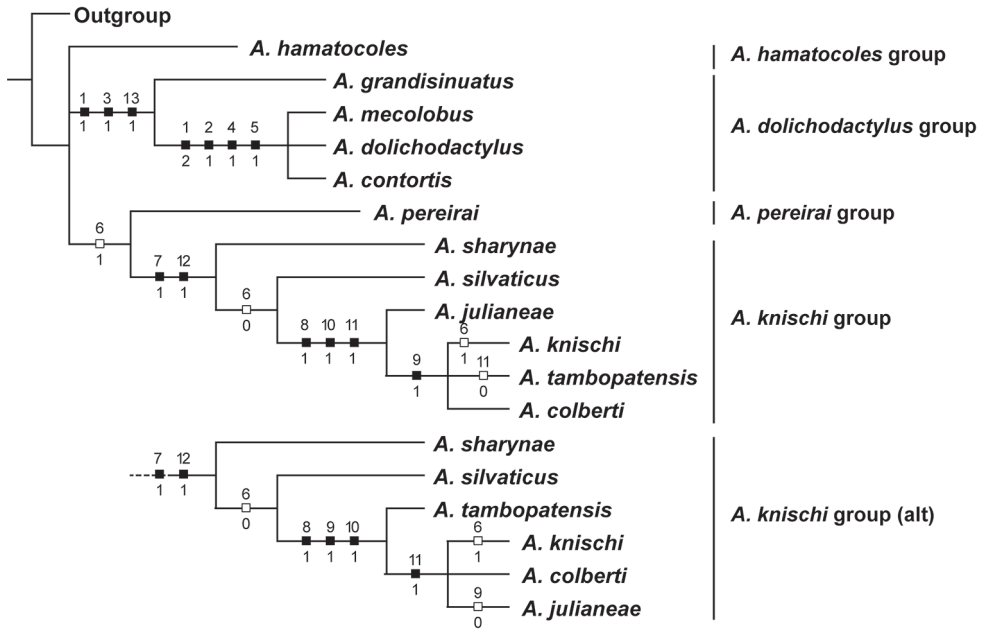 Outgroup
A. hamatocoles
A. hamatocoles group
A. grandisinuatus
1 3 13
1 1 1
A. mecolobus
A. dolichodactylus group
1 2 4 5
2 1 1 1
A. dolichodactylus
A. contortis
A. pereirai
A. pereirai group
6
1
A. sharynae
7 12
1 1
A. silvaticus
6
0
A. julianeae
A. knischi group
8 10 11
1 1 1
6
1
A. knischi
9
1
11
0
A. tambopatensis
A. colberti
A. sharynae
7 12
1 1
A. silvaticus
6
0
A. tambopatensis
A. knischi group (alt)
8 9 10
1 1 1
6
1
A. knischi
11
1
A. colberti
9
0
A. julianeae